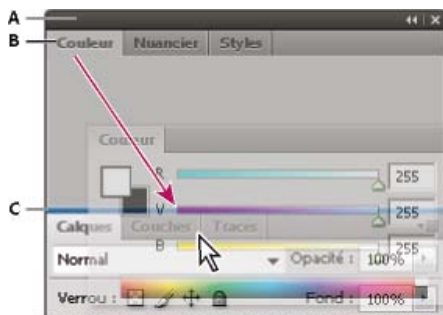 A
B Couleur Nuancier Styles
Couleur
R 255
C V 255
Calques Couches Traces
B 255
Normal Opacité : 100%
Verrou : Fond : 100%